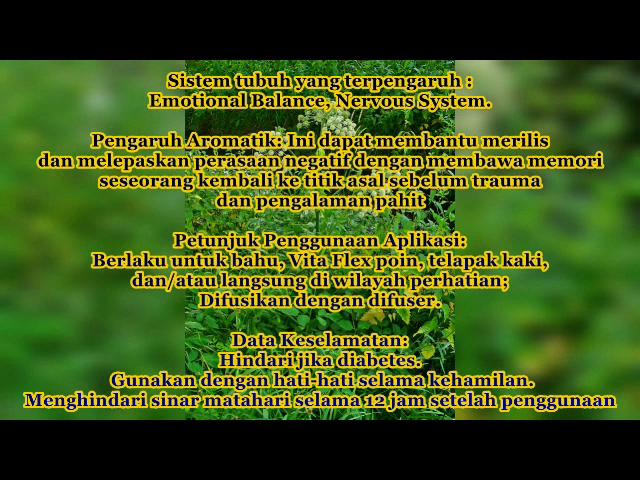 Sistem tubuh yang terpengaruh :
Emotional Balance, Nervous System.
Pengaruh Aromatik: Ini dapat membantu merilis
dan melepaskan perasaan negatif dengan membawa memori
seseorang kembali ke titik asal sebelum trauma
dan pengalaman pahit
Petunjuk Penggunaan Aplikasi:
Berlaku untuk bahu, Vita Flex poin, telapak kaki,
dan/atau langsung di wilayah perhatian;
Difusikan dengan difuser.
Data Keselamatan:
Hindari jika diabetes.
Gunakan dengan hati-hati selama kehamilan.
Menghindari sinar matahari selama 12 jam setelah penggunaan